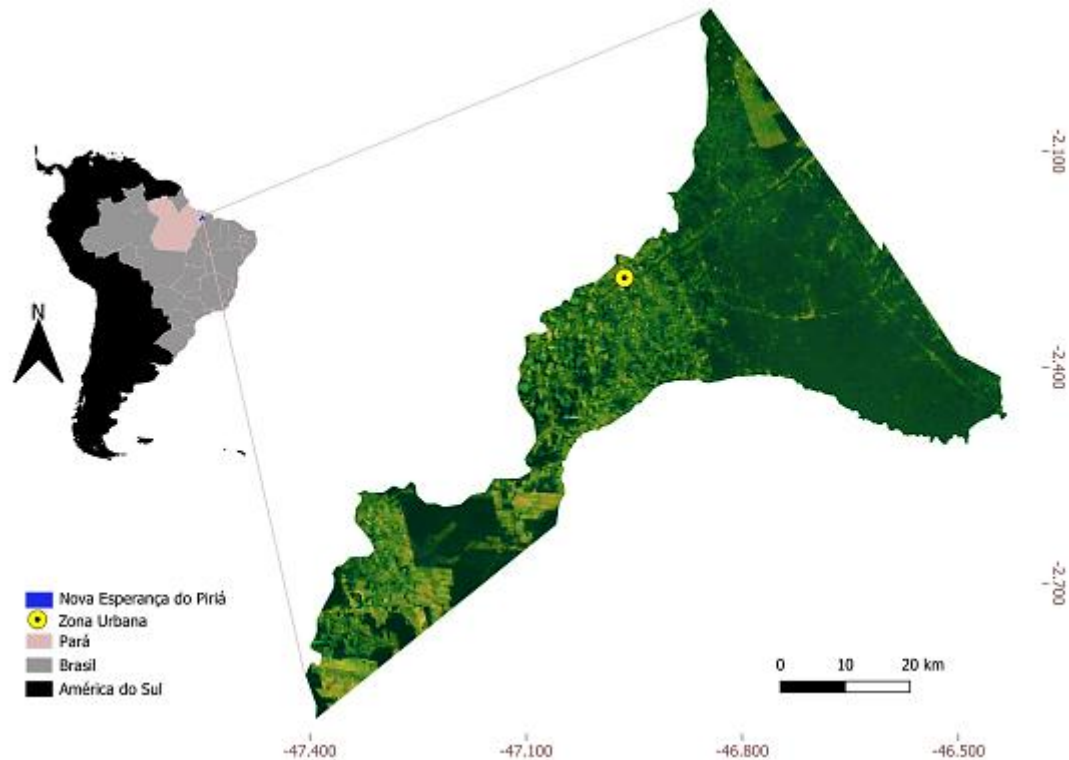 -2.100
N
-2.400
-2.700
Nova Esperança do Piriá
Zona Urbana
Pará
Brasil
América do Sul
0 10 20 km
-47.400 -47.100 -46.800 -46.500